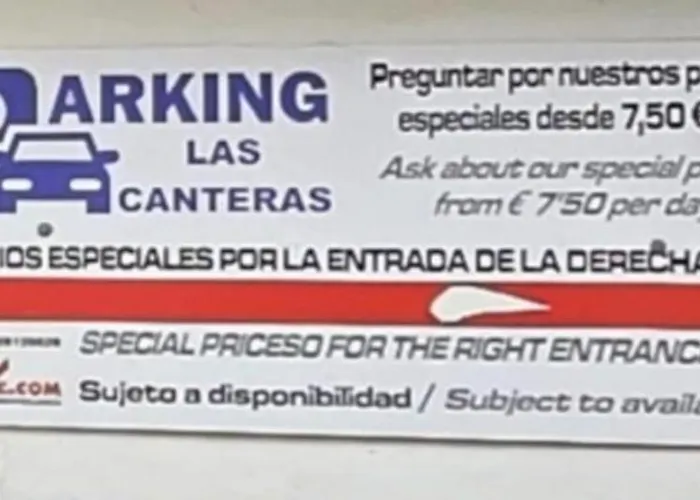 ARKING
LAS
CANTERAS
Preguntar por nuestros p
especiales desde 7,50 €
Ask about our special p
from € 7'50 per da
IOS ESPECIALES POR LA ENTRADA DE LA DERECHA
SPECIAL PRICESO FOR THE RIGHT ENTRANC
.COM
Sujeto a disponibilidad / Subject to availa